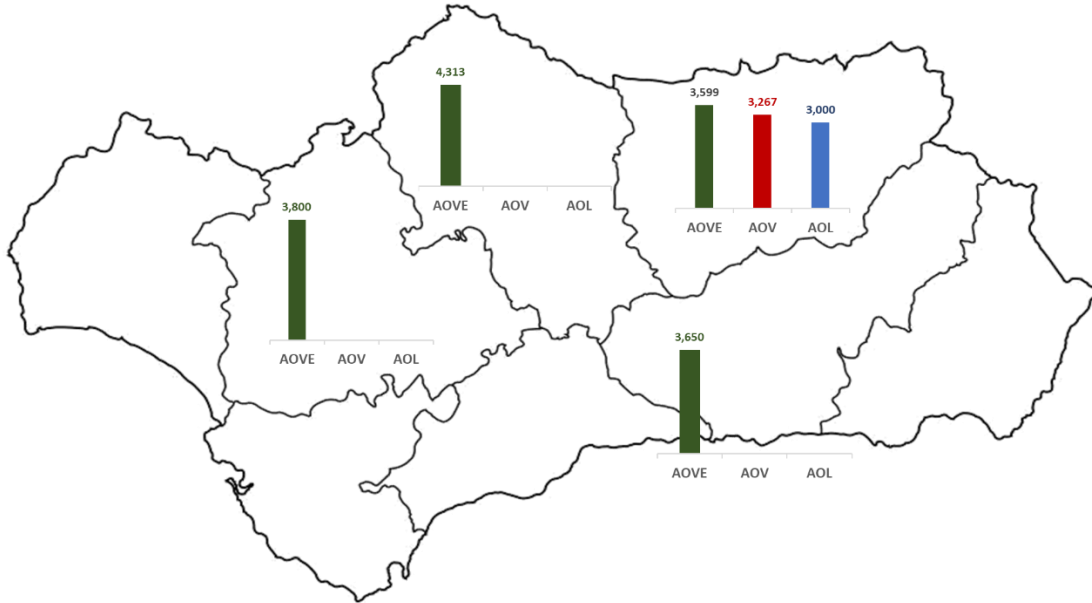 4,313
AOVE AOV AOL
3,599 3,267 3,000
AOVE AOV AOL
3,800
AOVE AOV AOL
3,650
AOVE AOV AOL